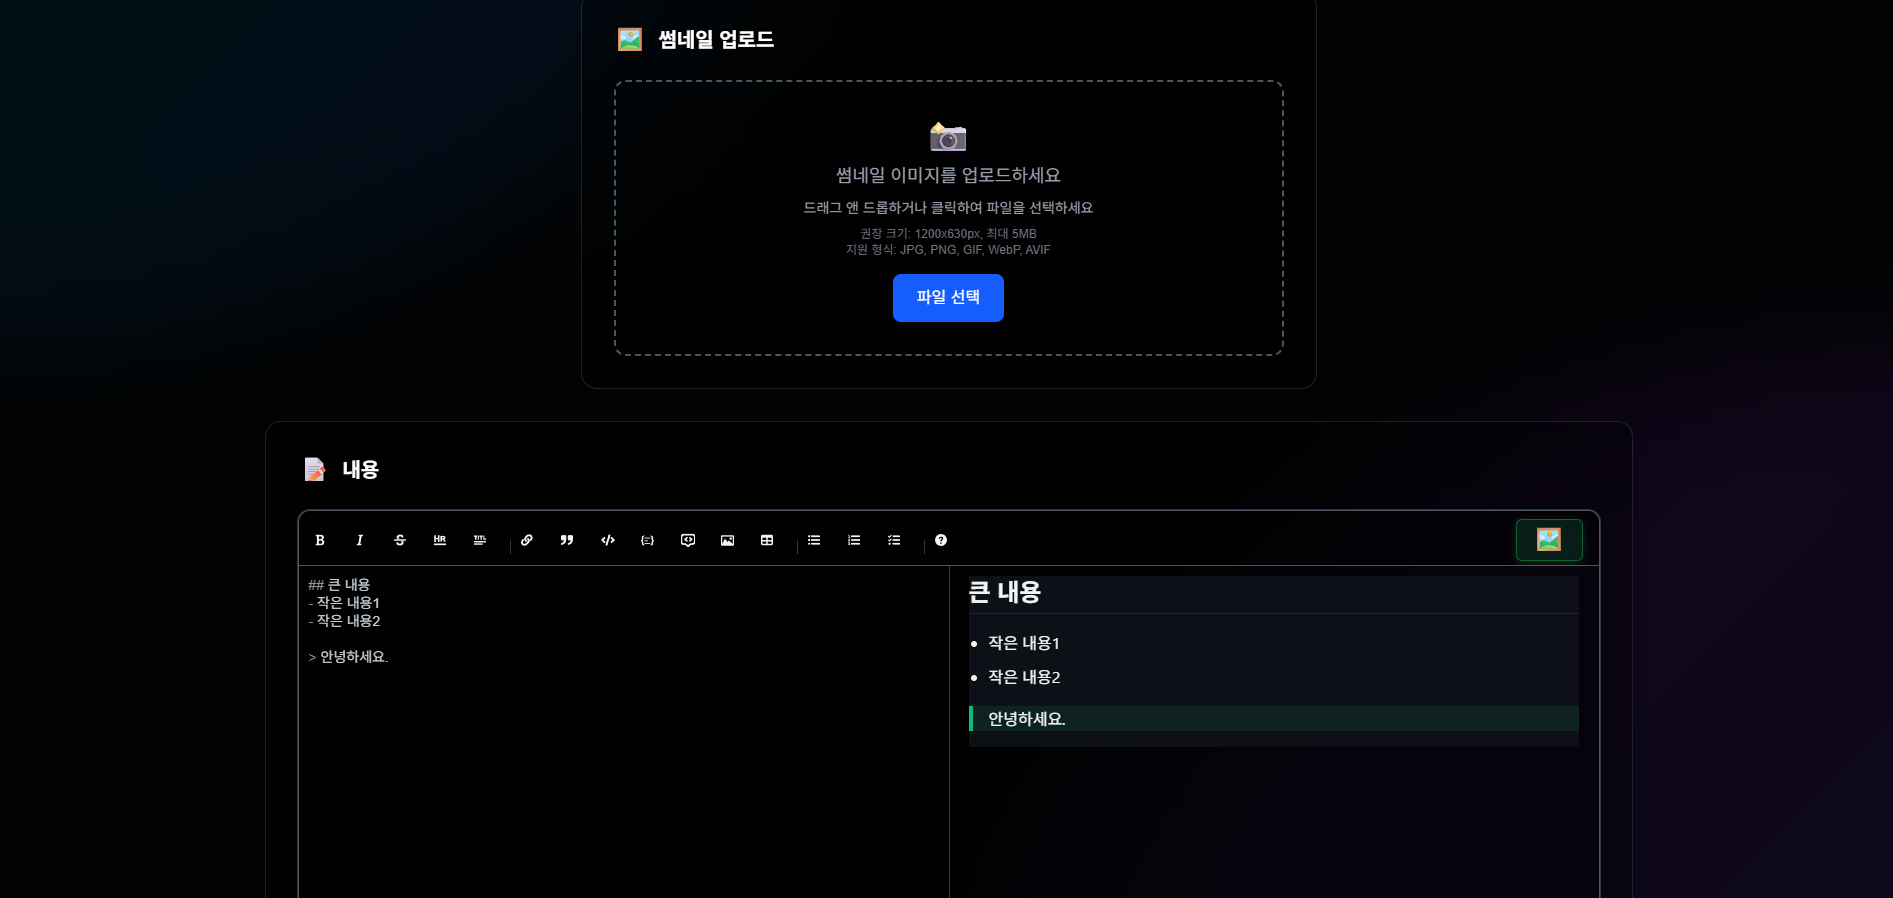 썸네일 업로드
썸네일 이미지를 업로드하세요
드래그 앤 드롭하거나 클릭하여 파일을 선택하세요
권장 크기: 1200x630px, 최대 5MB
지원 형식: JPG, PNG, GIF, WebP, AVIF
파일 선택
내용
B I S HR TITL
## 큰 내용
- 작은 내용1
- 작은 내용2
> 안녕하세요.
큰 내용
• 작은 내용1
• 작은 내용2
안녕하세요.